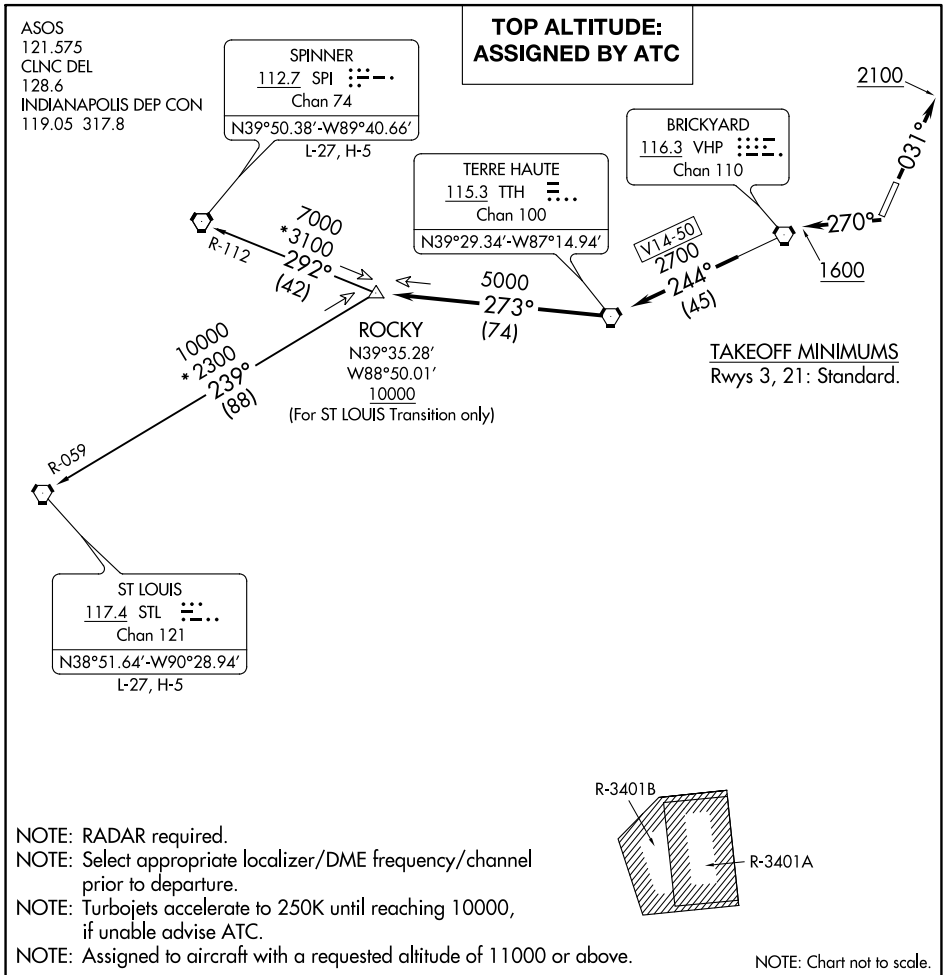 ASOS
121.575
CLNC DEL
128.6
INDIANAPOLIS DEP CON
119.05 317.8
TOP ALTITUDE:
ASSIGNED BY ATC
SPINNER
112.7 SPI
Chan 74
N39°50.38'-W89°40.66'
L-27, H-5
TERRE HAUTE
115.3 TTH
Chan 100
N39°29.34'-W87°14.94'
BRICKYARD
116.3 VHP
Chan 110
2100
031°
270°
1600
V14-50
2700
244°
(45)
5000
273°
(74)
7000
*3100
292°
(42)
R-112
ROCKY
N39°35.28'
W88°50.01'
10000
(For ST LOUIS Transition only)
10000
*2300
239°
(88)
R-059
TAKEOFF MINIMUMS
Rwys 3, 21: Standard.
ST LOUIS
117.4 STL
Chan 121
N38°51.64'-W90°28.94'
L-27, H-5
R-3401B
R-3401A
NOTE: RADAR required.
NOTE: Select appropriate localizer/DME frequency/channel
prior to departure.
NOTE: Turbojets accelerate to 250K until reaching 10000,
if unable advise ATC.
NOTE: Assigned to aircraft with a requested altitude of 11000 or above.
NOTE: Chart not to scale.